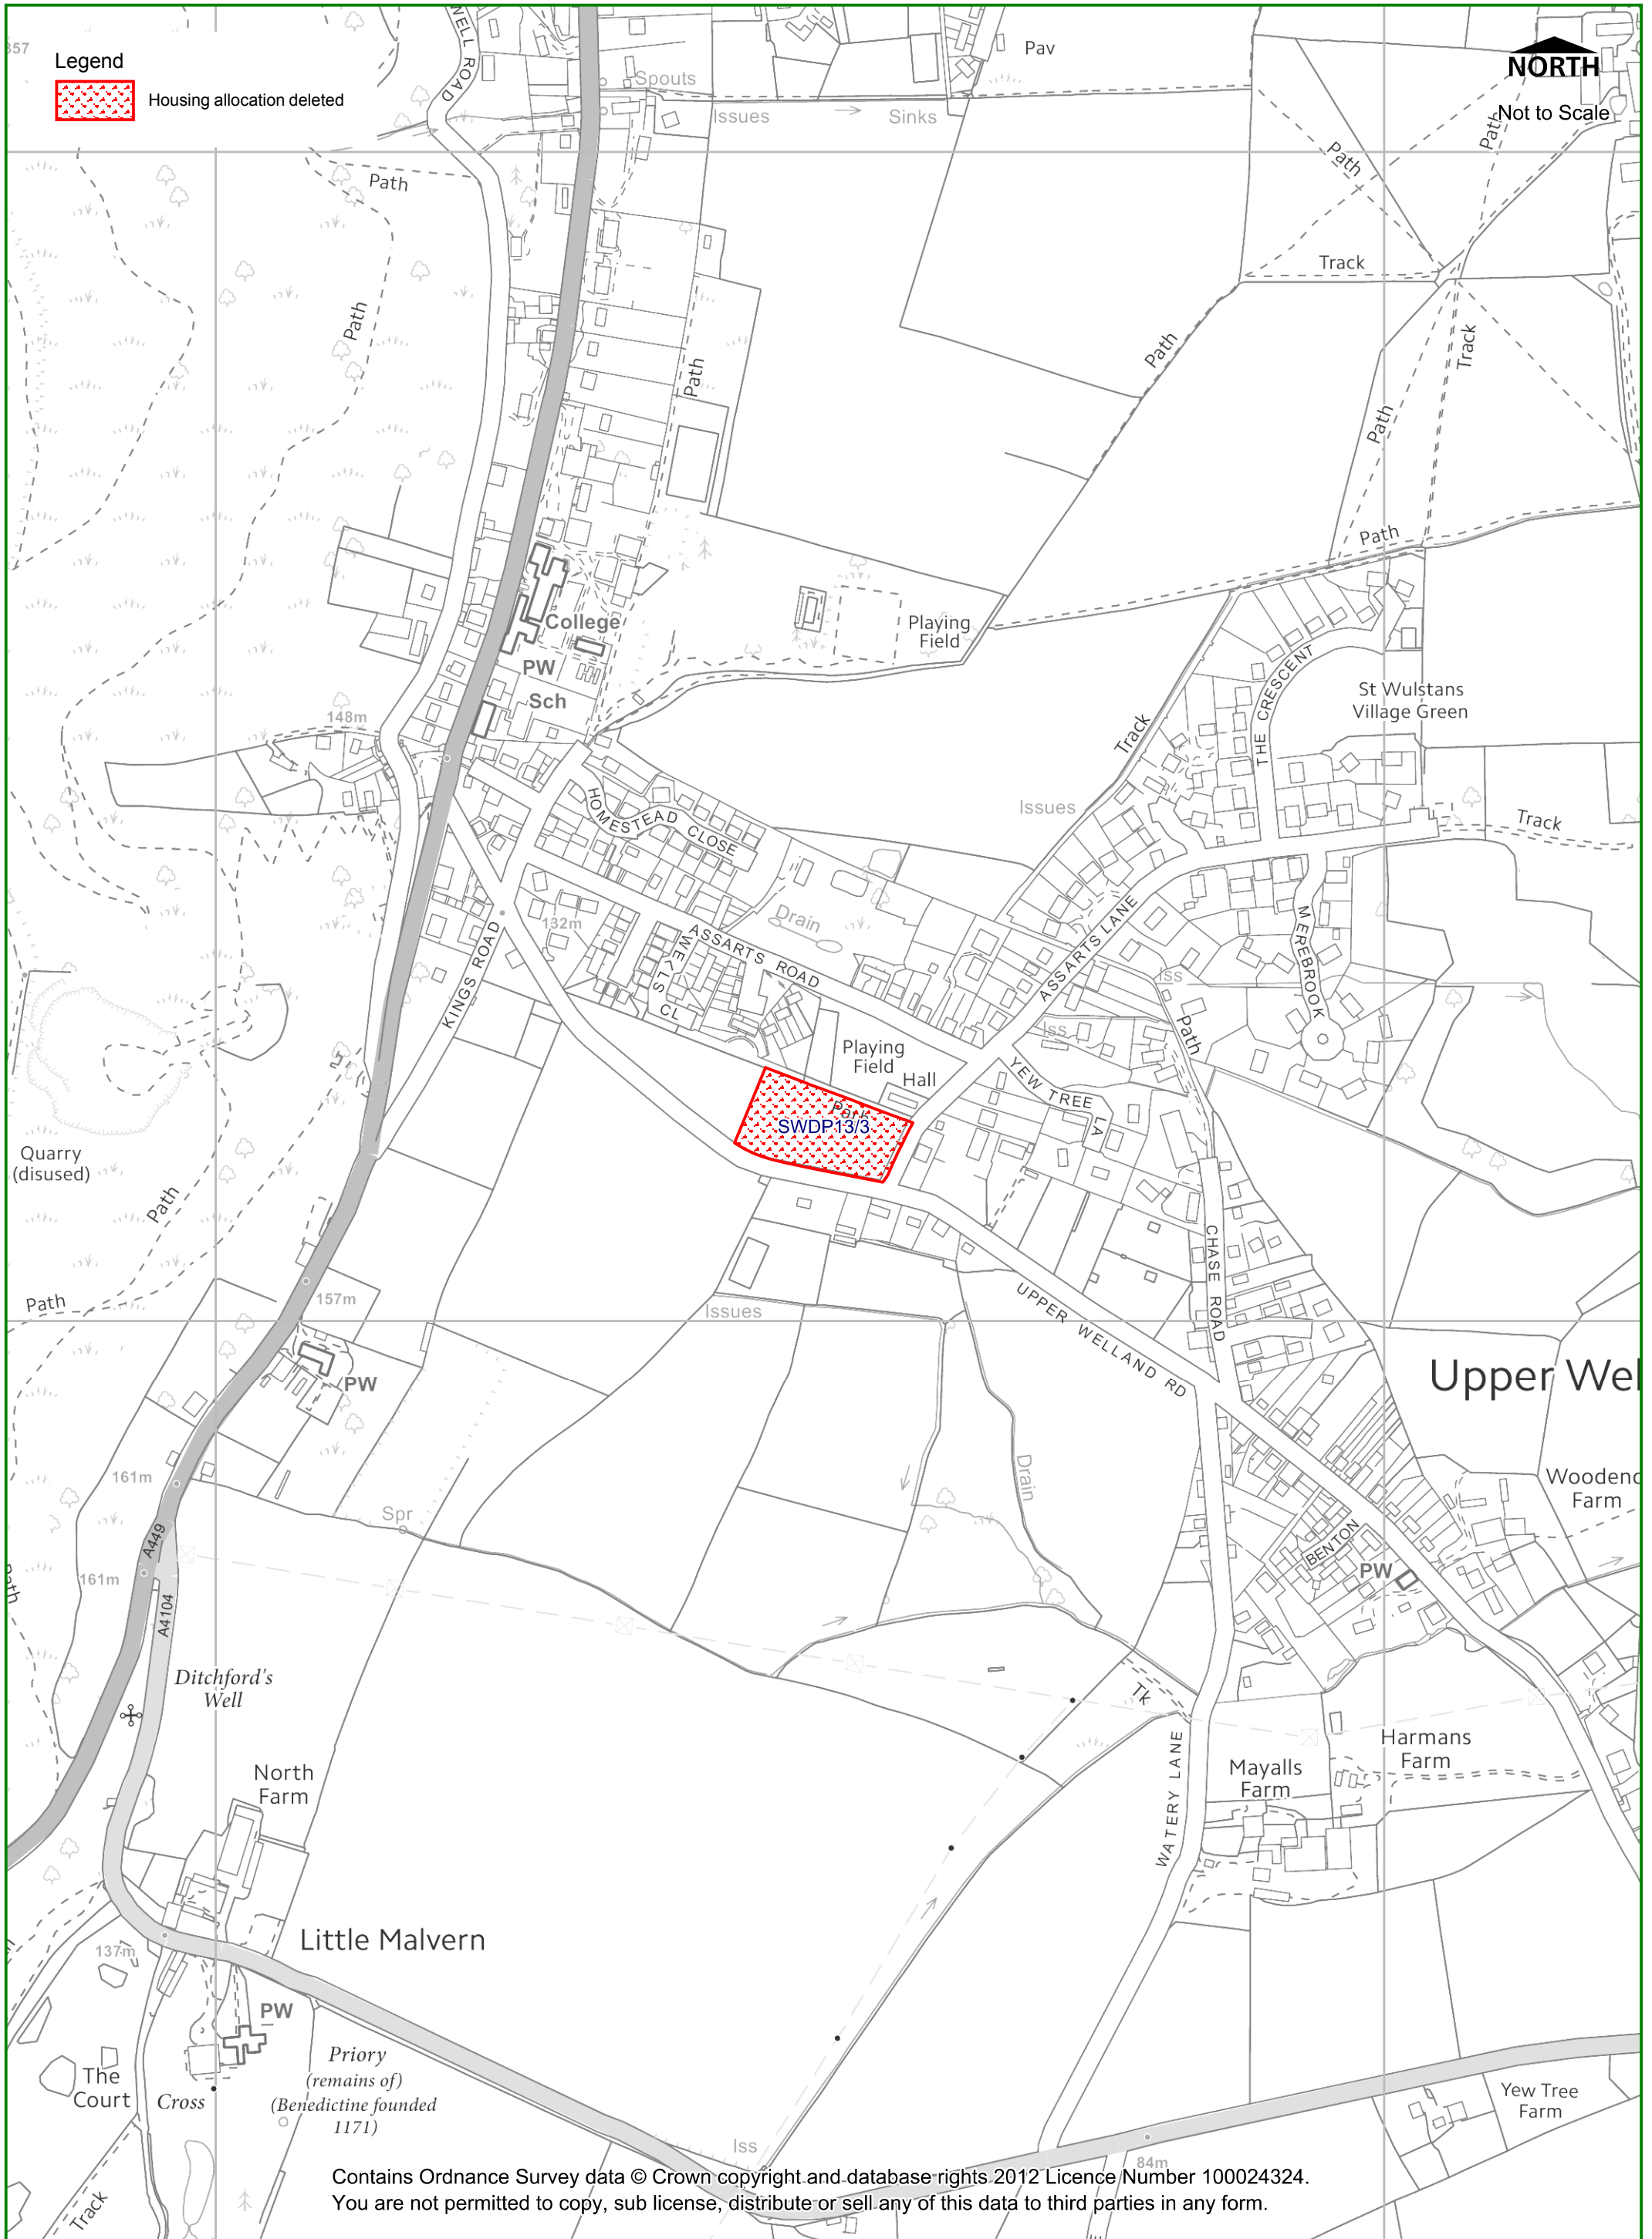 WELL ROAD
357
Legend
Housing allocation deleted
Pav
NORTH
Not to Scale
Spouts
Issues
Sinks
Path
Path
Path
Track
Path
Path
Path
Track
Path
Path
College
PW
Sch
Playing
Field
THE CRESCENT
St Wulstans
Village Green
148m
Track
HOMESTEAD CLOSE
Issues
Track
132m
Drain
ASSARTS ROAD
WELLS
CL
ASSARTS LANE
MEREBROOK
KINGS ROAD
Iss
Iss
Path
Playing
Field
Hall
YEW TREE
LA
Park
SWDP13/3
Quarry
(disused)
Path
CHASE ROAD
Path
157m
Issues
UPPER WELLAND RD
PW
Upper Wel
161m
Spr
Drain
Woodend
Farm
A449
161m
Path
BENTON
PW
A4104
Ditchford's
Well
Tk
WATERY LANE
Harmans
Farm
Mayalls
Farm
North
Farm
Little Malvern
137m
PW
Priory
(remains of)
(Benedictine founded
1171)
The
Court
Cross
Yew Tree
Farm
Iss
84m
Track
Contains Ordnance Survey data © Crown copyright and database rights 2012 Licence Number 100024324.
You are not permitted to copy, sub license, distribute or sell any of this data to third parties in any form.